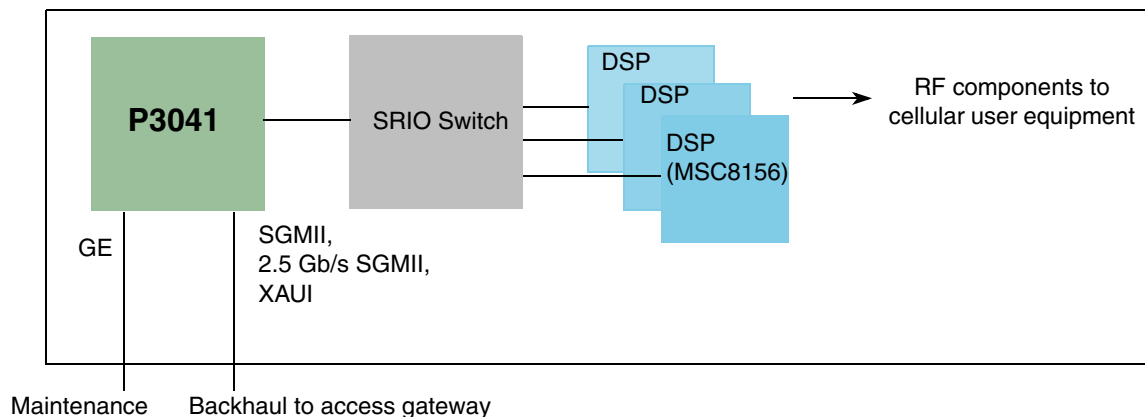 P3041
SRIO Switch
DSP
DSP
DSP
(MSC8156)
RF components to
cellular user equipment
GE
SGMII,
2.5 Gb/s SGMII,
XAUI
Maintenance
Backhaul to access gateway